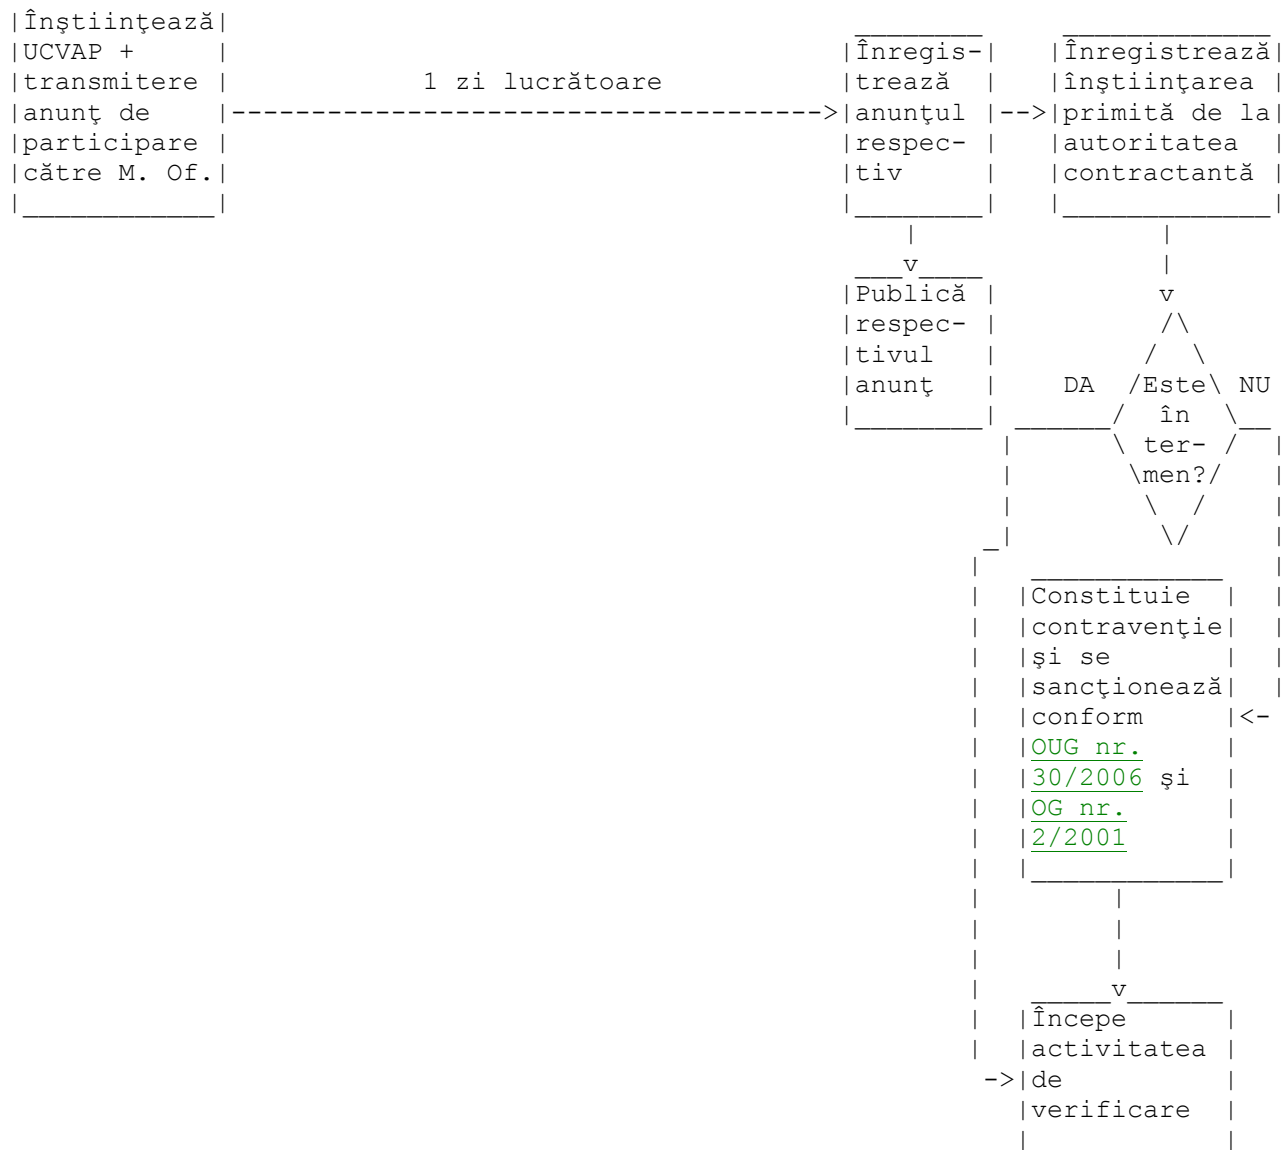 Înştiinţează
UCVAP +
transmitere
anunţ de
participare
către M. Of.
1 zi lucrătoare
Înregis-
trează
anunţul
respec-
tiv
Înregistrează
înştiinţarea
primită de la
autoritatea
contractantă
Publică
respec-
tivul
anunţ
DA
Este
în
ter-
men?
NU
Constituie
contravenţie
şi se
sancţionează
conform
OUG nr.
30/2006 şi
OG nr.
2/2001
Începe
activitatea
de
verificare